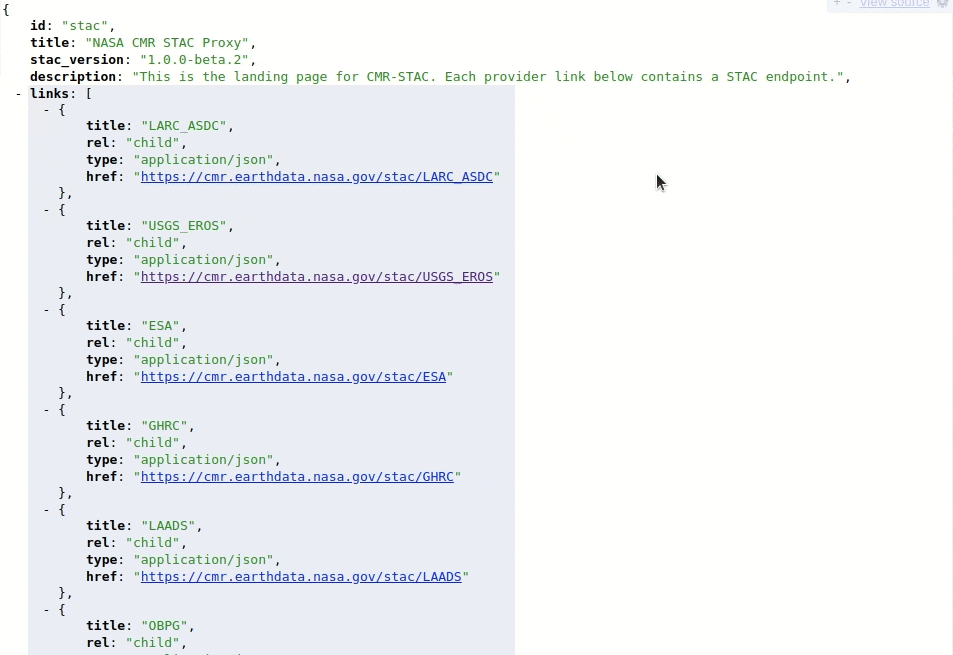 + - View source
{
id: "stac",
title: "NASA CMR STAC Proxy",
stac_version: "1.0.0-beta.2",
description: "This is the landing page for CMR-STAC. Each provider link below contains a STAC endpoint.",
- links: [
- {
title: "LARC_ASDC",
rel: "child",
type: "application/json",
href: "https://cmr.earthdata.nasa.gov/stac/LARC_ASDC"
},
- {
title: "USGS_EROS",
rel: "child",
type: "application/json",
href: "https://cmr.earthdata.nasa.gov/stac/USGS_EROS"
},
- {
title: "ESA",
rel: "child",
type: "application/json",
href: "https://cmr.earthdata.nasa.gov/stac/ESA"
},
- {
title: "GHRC",
rel: "child",
type: "application/json",
href: "https://cmr.earthdata.nasa.gov/stac/GHRC"
},
- {
title: "LAADS",
rel: "child",
type: "application/json",
href: "https://cmr.earthdata.nasa.gov/stac/LAADS"
},
- {
title: "OBPG",
rel: "child",